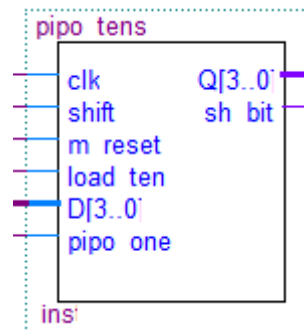 pipo tens
clk Q[3..0]
shift sh bit
m reset
load ten
D[3..0]
pipo one
inst